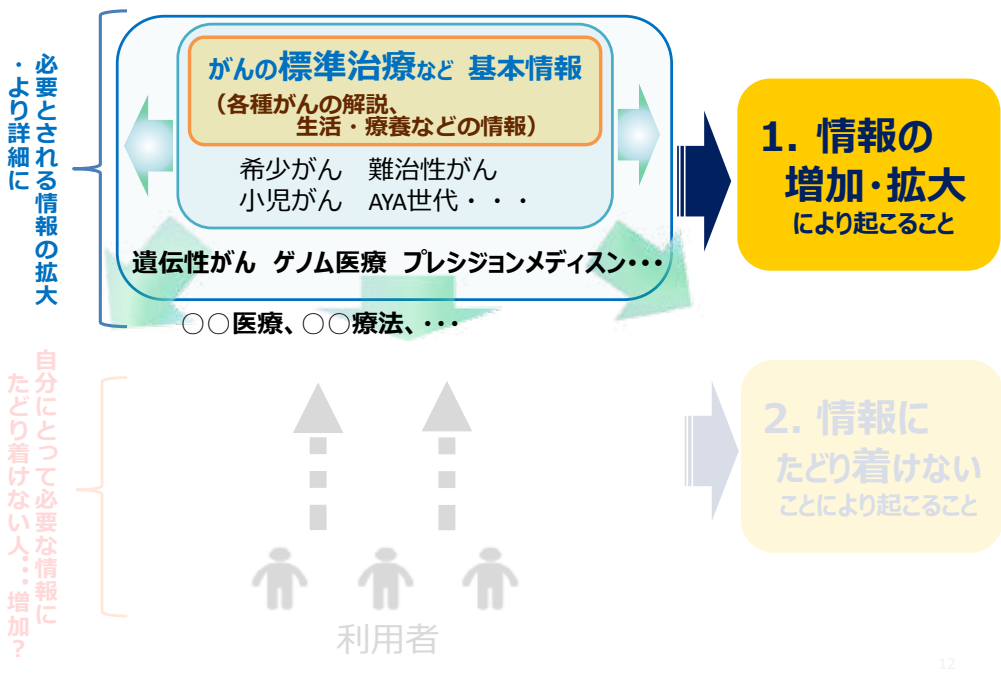 必要とされる情報の拡大
・より詳細に
がんの標準治療など 基本情報
（各種がんの解説、
生活・療養などの情報）
希少がん　難治性がん
小児がん　AYA世代・・・
遺伝性がん ゲノム医療 プレシジョンメディスン・・・
○○医療、○○療法、・・・
1. 情報の
増加・拡大
により起こること
自分にとって必要な情報に
たどり着けない人・・・増加？
2. 情報に
たどり着けない
ことにより起こること
利用者
12